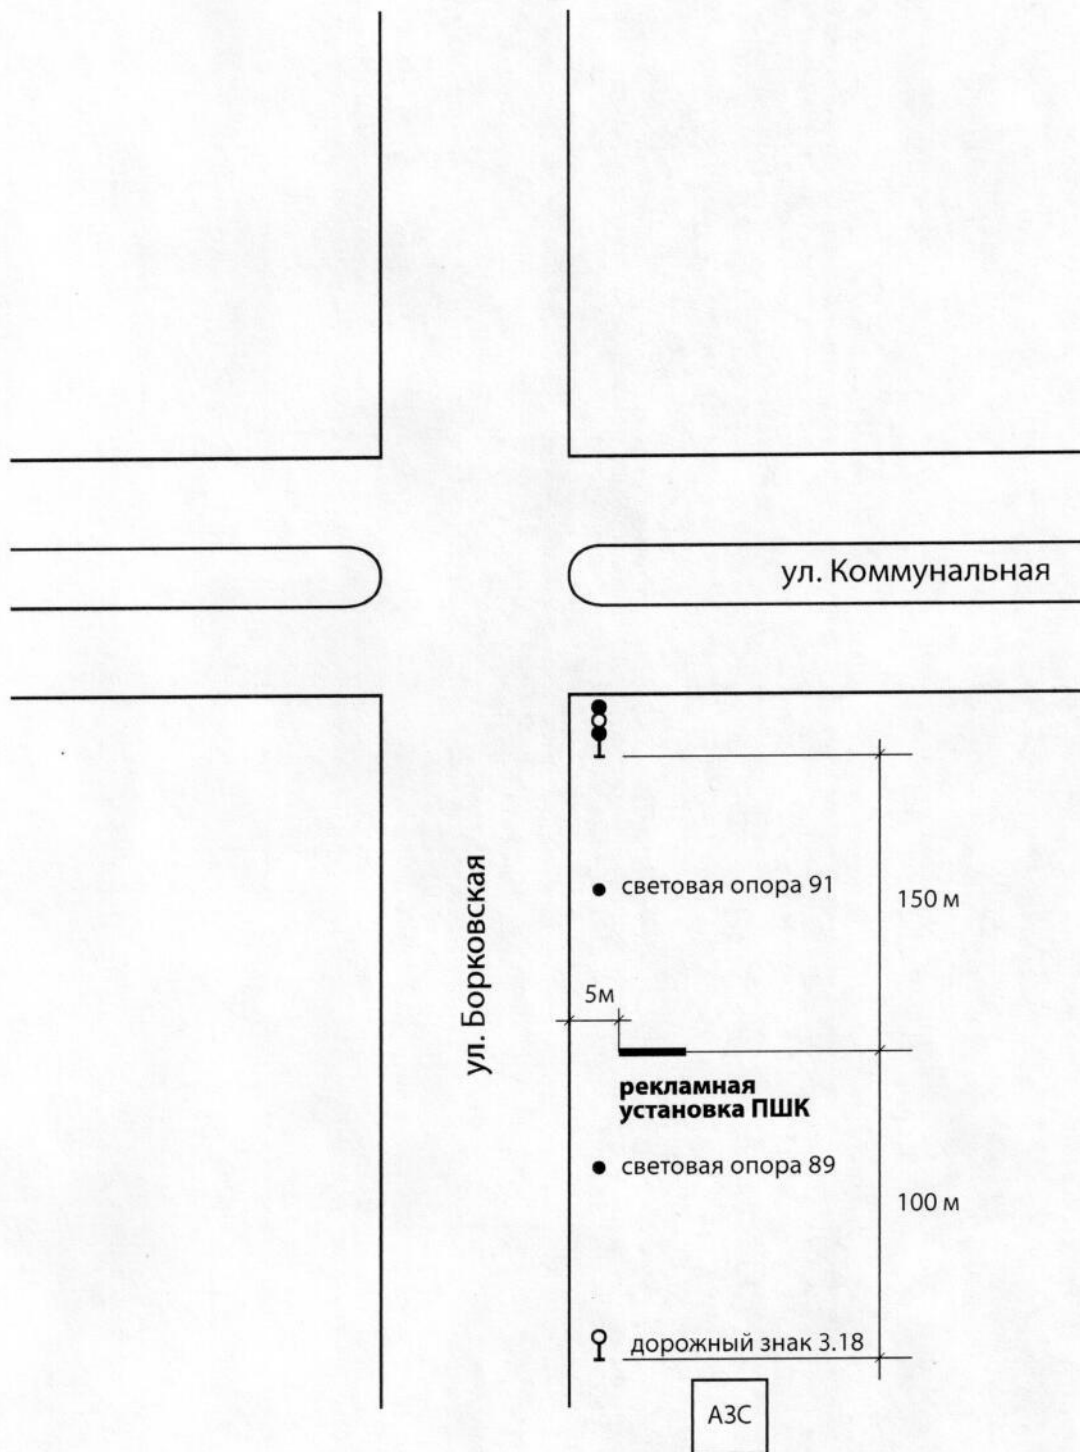 ул. Коммунальная
световая опора 91
150 м
ул. Борковская
5м
рекламная
установка ПШК
световая опора 89
100 м
дорожный знак 3.18
АЗС